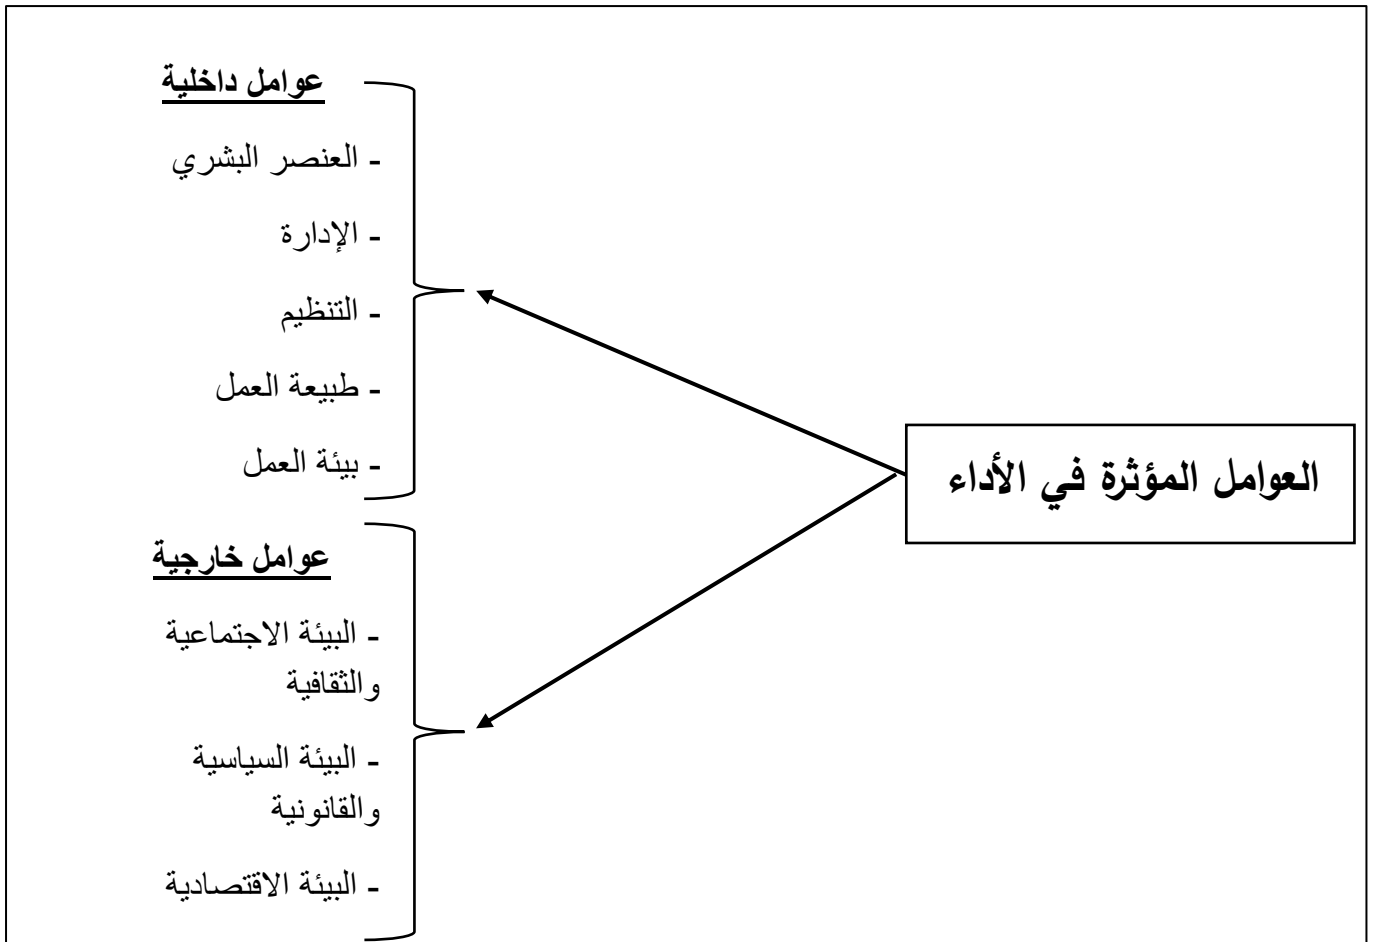 العوامل المؤثرة في الأداء
عوامل داخلية
- العنصر البشري
- الإدارة
- التنظيم
- طبيعة العمل
- بيئة العمل
عوامل خارجية
- البيئة الاجتماعية
والثقافية
- البيئة السياسية
والقانونية
- البيئة الاقتصادية